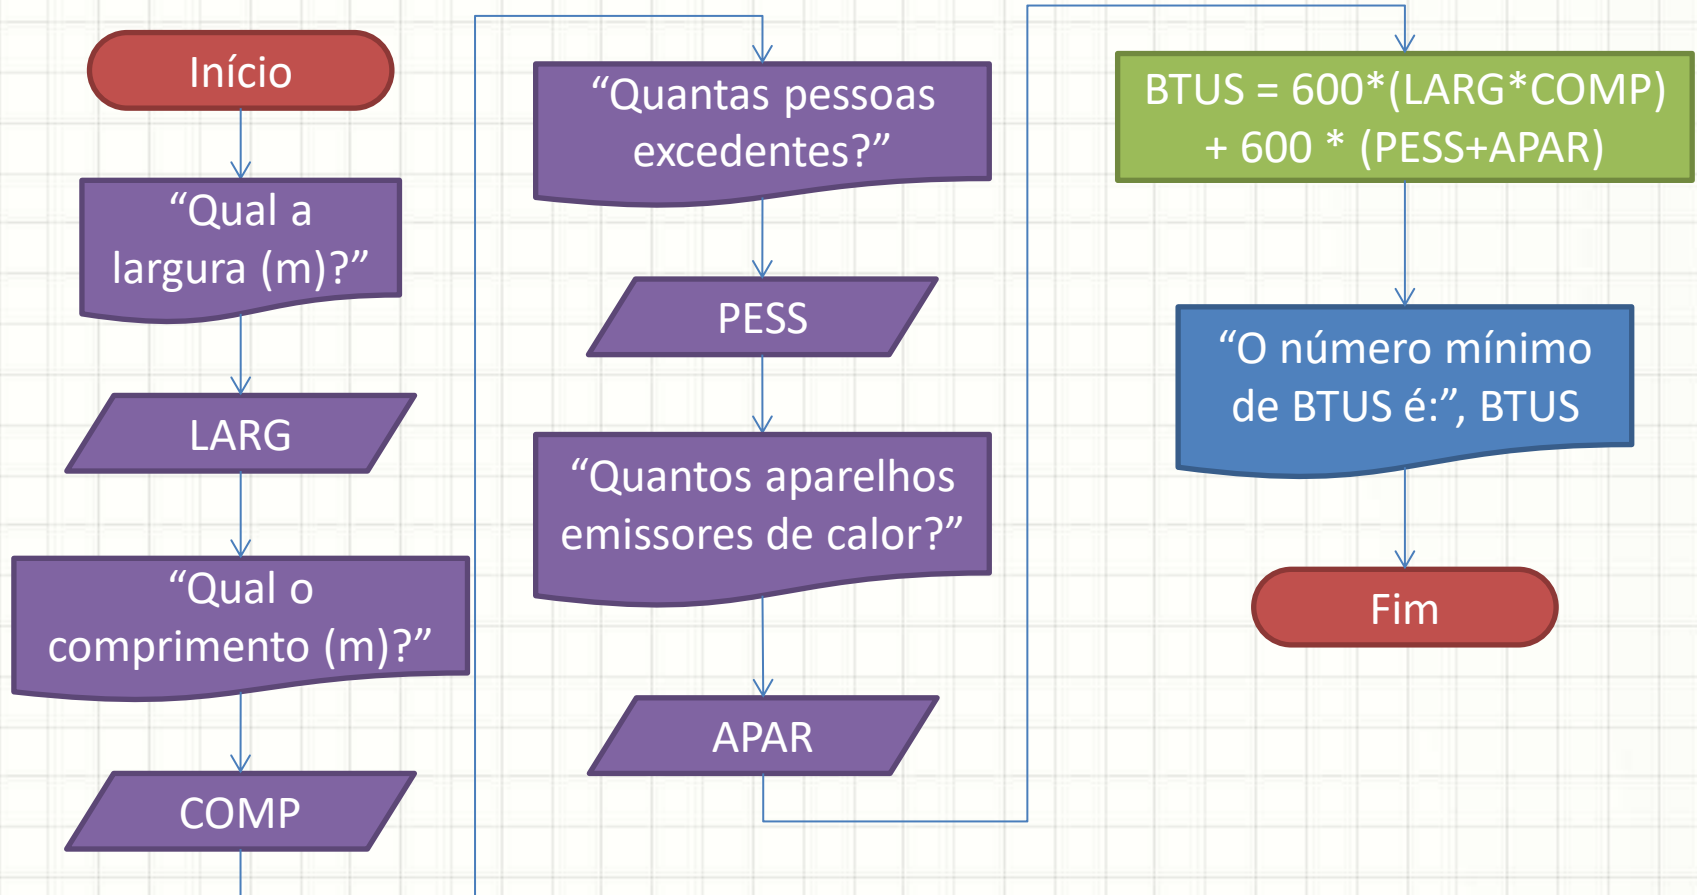 Início
“Qual a
largura (m)?”
LARG
“Qual o
comprimento (m)?”
COMP
“Quantas pessoas
excedentes?”
PESS
“Quantos aparelhos
emissores de calor?”
APAR
BTUS = 600*(LARG*COMP)
+ 600 * (PESS+APAR)
“O número mínimo
de BTUS é:”, BTUS
Fim